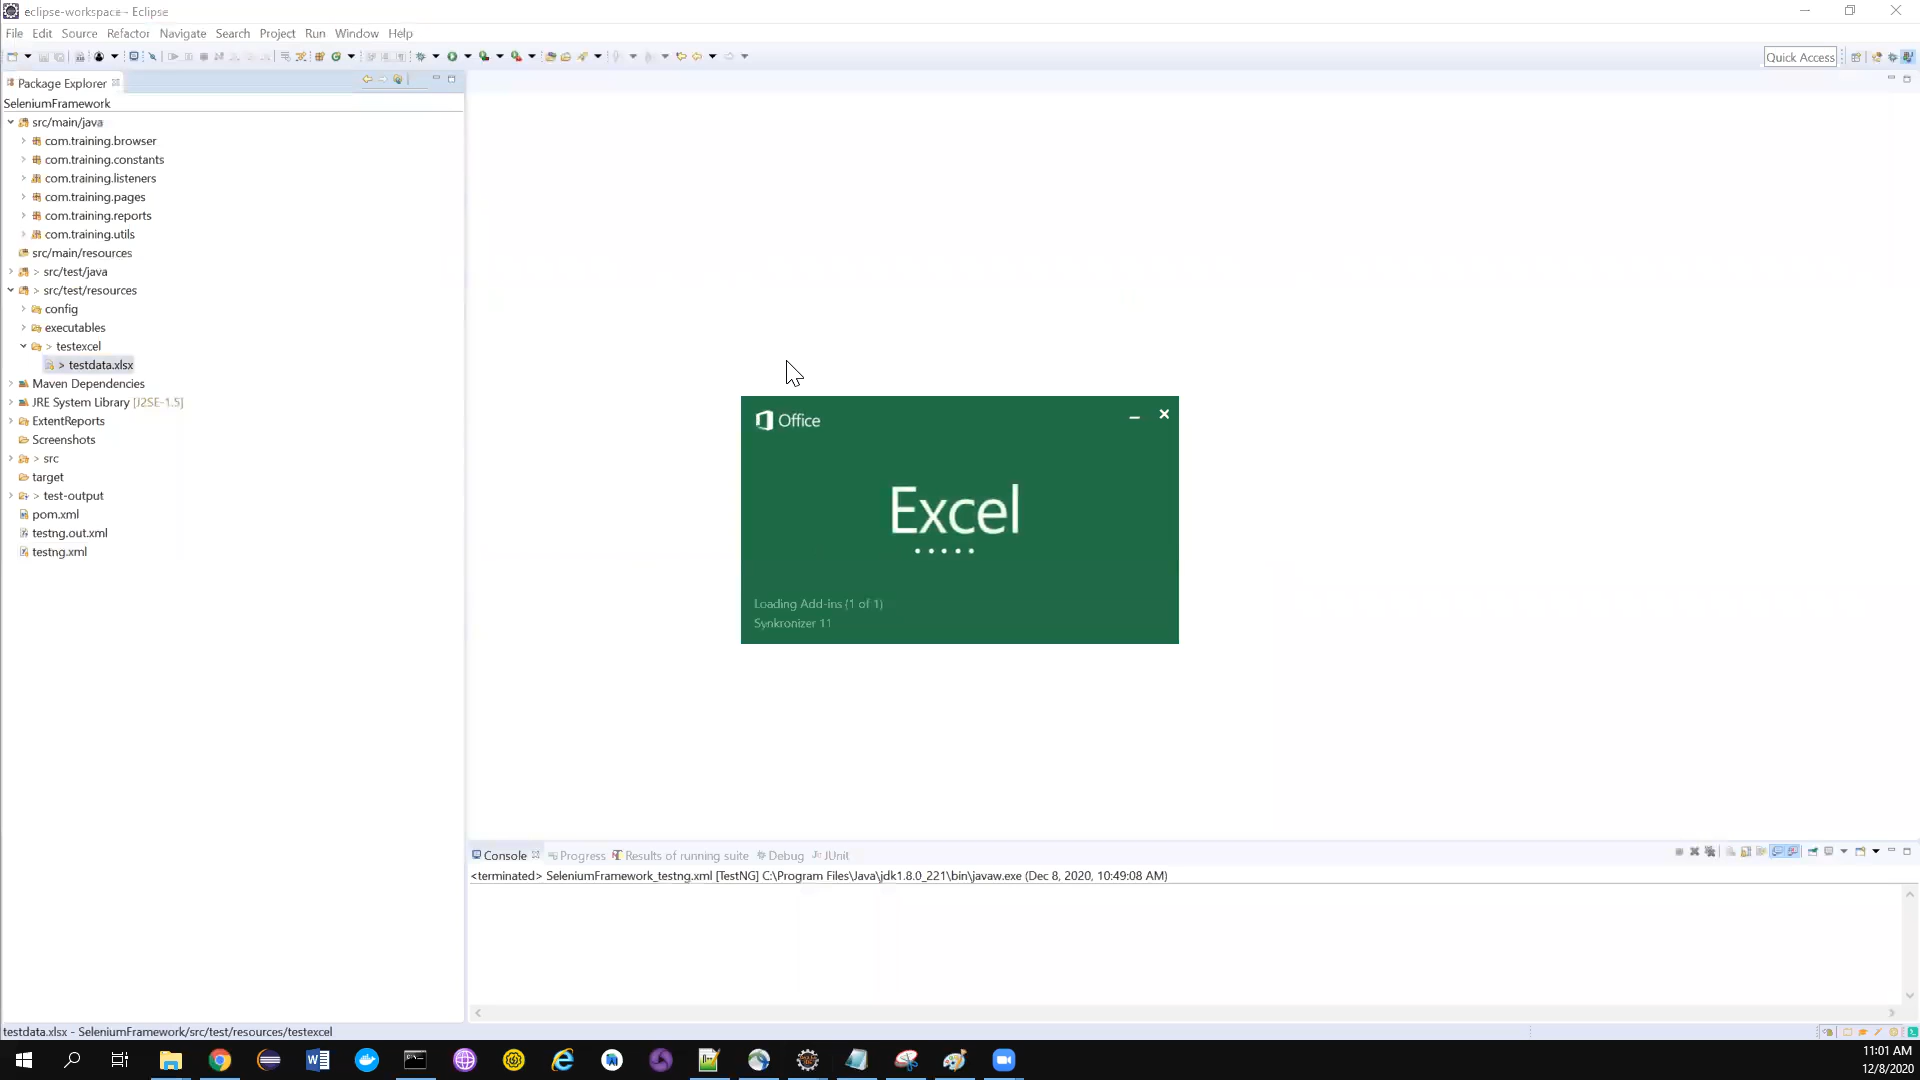 eclipse-workspace - Eclipse
File Edit Source Refactor Navigate Search Project Run Window Help
Quick Access
Package Explorer
SeleniumFramework
src/main/java
com.training.browser
com.training.constants
com.training.listeners
com.training.pages
com.training.reports
com.training.utils
src/main/resources
> src/test/java
> src/test/resources
config
executables
> testexcel
> testdata.xlsx
Maven Dependencies
JRE System Library [J2SE-1.5]
ExtentReports
Screenshots
> src
target
> test-output
pom.xml
testng.out.xml
testng.xml
Office
Excel
Loading Add-ins (1 of 1)
Synkronizer 11
Console Progress Results of running suite Debug JUnit
<terminated> SeleniumFramework_testng.xml [TestNG] C:\Program Files\Java\jdk1.8.0_221\bin\javaw.exe (Dec 8, 2020, 10:49:08 AM)
testdata.xlsx - SeleniumFramework/src/test/resources/testexcel
11:01 AM
12/8/2020